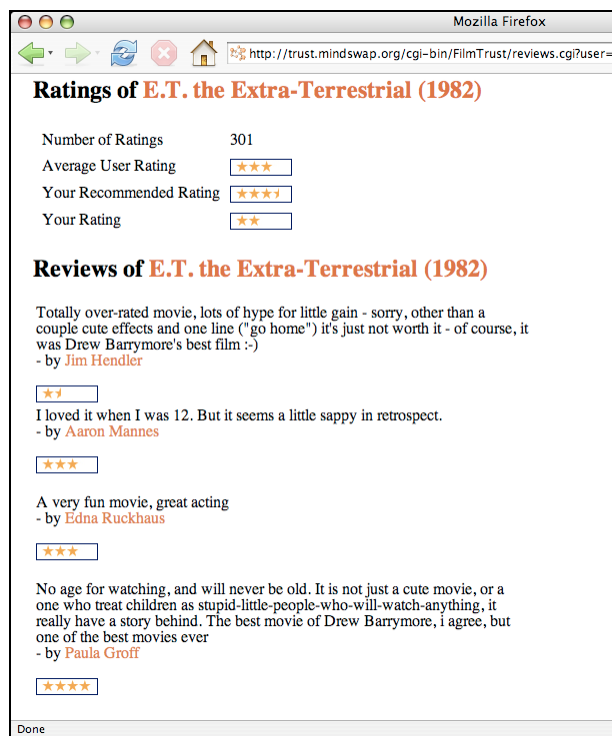 Mozilla Firefox
http://trust.mindswap.org/cgi-bin/FilmTrust/reviews.cgi?user=
Ratings of E.T. the Extra-Terrestrial (1982)
Number of Ratings 301
Average User Rating
Your Recommended Rating
Your Rating
Reviews of E.T. the Extra-Terrestrial (1982)
Totally over-rated movie, lots of hype for little gain - sorry, other than a
couple cute effects and one line ("go home") it's just not worth it - of course, it
was Drew Barrymore's best film :-)
- by Jim Hendler
I loved it when I was 12. But it seems a little sappy in retrospect.
- by Aaron Mannes
A very fun movie, great acting
- by Edna Ruckhaus
No age for watching, and will never be old. It is not just a cute movie, or a
one who treat children as stupid-little-people-who-will-watch-anything, it
really have a story behind. The best movie of Drew Barrymore, i agree, but
one of the best movies ever
- by Paula Groff
Done